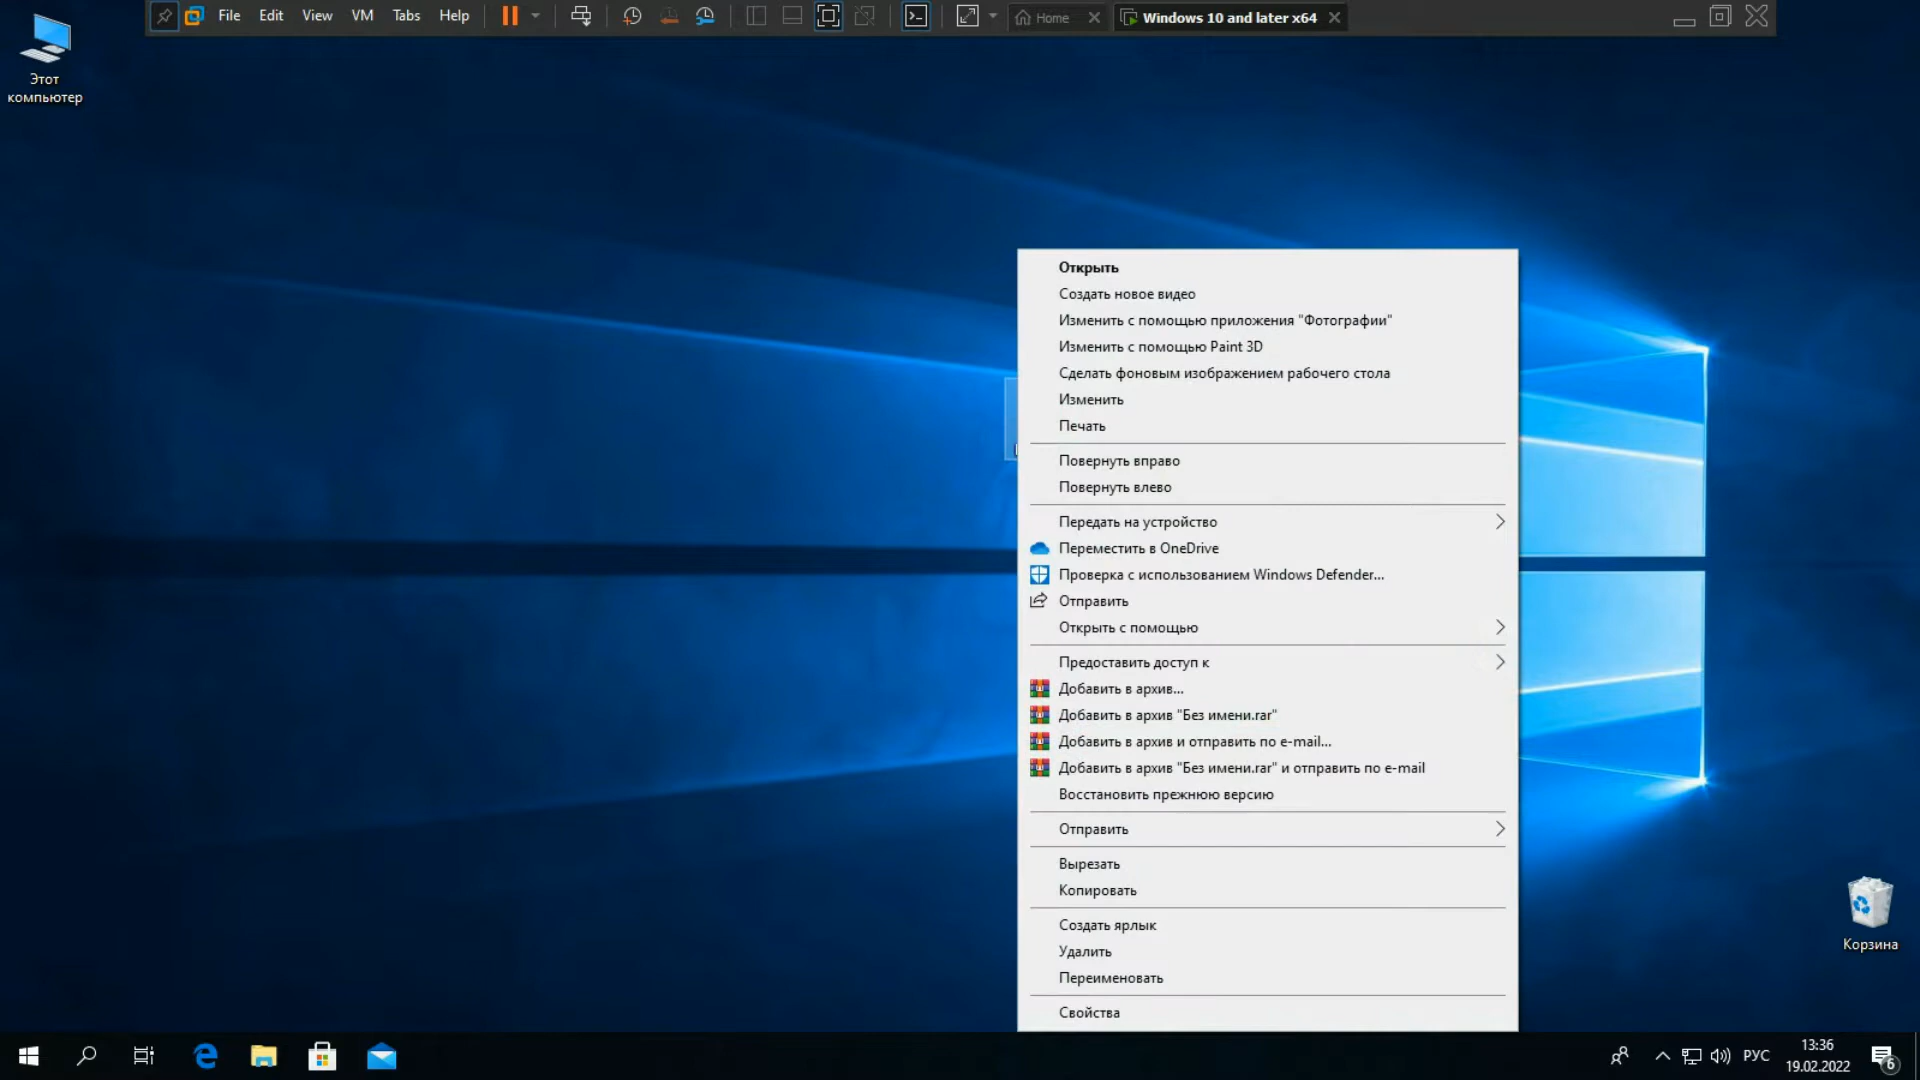 File Edit View VM Tabs Help
Home
Windows 10 and later x64
Этот
компьютер
Открыть
Создать новое видео
Изменить с помощью приложения "Фотографии"
Изменить с помощью Paint 3D
Сделать фоновым изображением рабочего стола
Изменить
Печать
Повернуть вправо
Повернуть влево
Передать на устройство
Переместить в OneDrive
Проверка с использованием Windows Defender...
Отправить
Открыть с помощью
Предоставить доступ к
Добавить в архив...
Добавить в архив "Без имени.rar"
Добавить в архив и отправить по e-mail...
Добавить в архив "Без имени.rar" и отправить по e-mail
Восстановить прежнюю версию
Отправить
Вырезать
Копировать
Создать ярлык
Удалить
Переименовать
Свойства
Корзина
РУС
13:36
19.02.2022
6